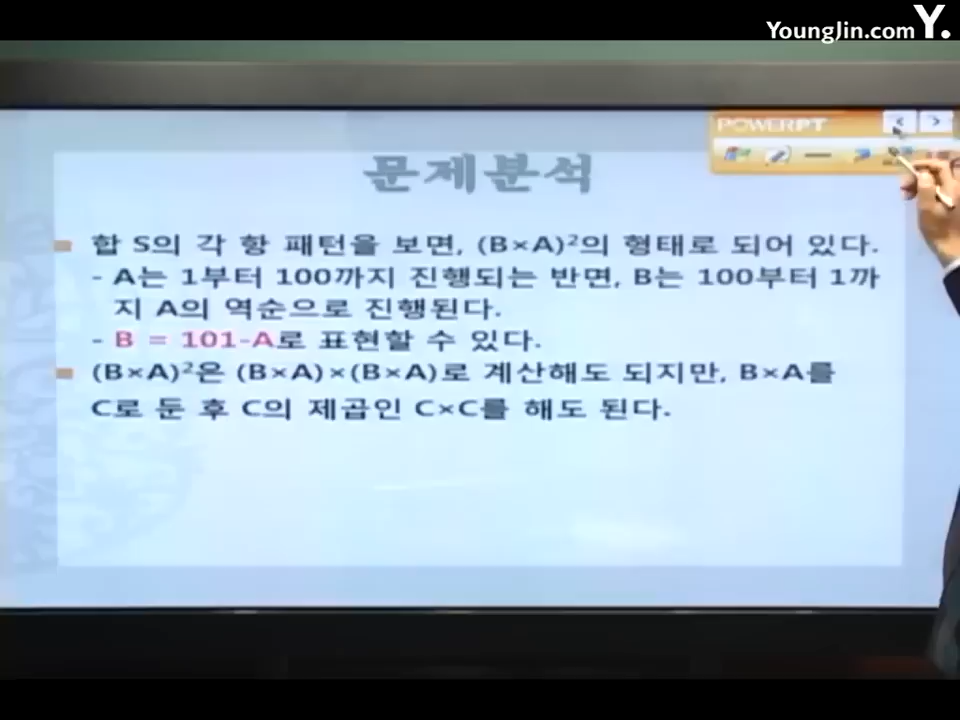 YoungJin.com Y.
POWERPT
문제분석
합 S의 각 항 패턴을 보면, (B×A)²의 형태로 되어 있다.
- A는 1부터 100까지 진행되는 반면, B는 100부터 1까
지 A의 역순으로 진행된다.
- B = 101-A로 표현할 수 있다.
(B×A)²은 (B×A)×(B×A)로 계산해도 되지만, B×A를
C로 둔 후 C의 제곱인 C×C를 해도 된다.